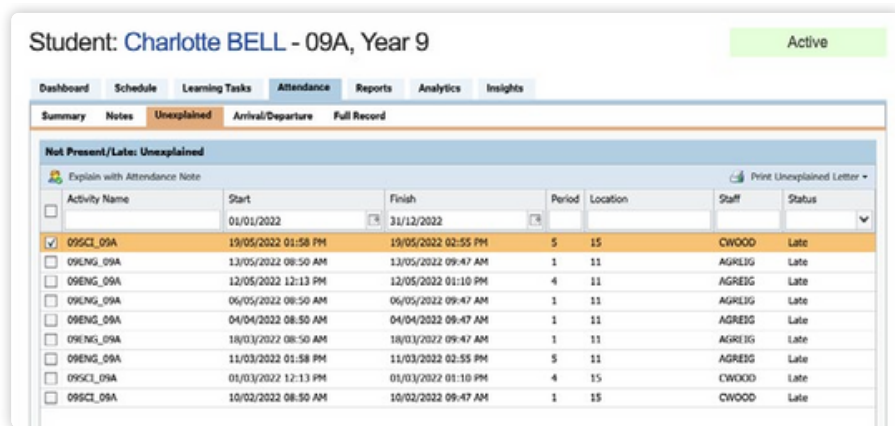 Student: Charlotte BELL - 09A, Year 9 Active
Dashboard Schedule Learning Tasks Attendance Reports Analytics Insights
Summary Notes Unexplained Arrival/Departure Full Record
Not Present/Late: Unexplained
Explain with Attendance Note Print Unexplained Letter
Activity Name Start Finish Period Location Staff Status
01/01/2022 31/12/2022
09SCI_09A 19/05/2022 01:58 PM 19/05/2022 02:55 PM 5 15 CWOOD Late
09ENG_09A 13/05/2022 08:50 AM 13/05/2022 09:47 AM 1 11 AGREIG Late
09ENG_09A 12/05/2022 12:13 PM 12/05/2022 01:10 PM 4 11 AGREIG Late
09ENG_09A 06/05/2022 08:50 AM 06/05/2022 09:47 AM 1 11 AGREIG Late
09ENG_09A 04/04/2022 08:50 AM 04/04/2022 09:47 AM 1 11 AGREIG Late
09ENG_09A 18/03/2022 08:50 AM 18/03/2022 09:47 AM 1 11 AGREIG Late
09ENG_09A 11/03/2022 01:58 PM 11/03/2022 02:55 PM 5 11 AGREIG Late
09SCI_09A 01/03/2022 12:13 PM 01/03/2022 01:10 PM 4 15 CWOOD Late
09SCI_09A 10/02/2022 08:50 AM 10/02/2022 09:47 AM 1 15 CWOOD Late